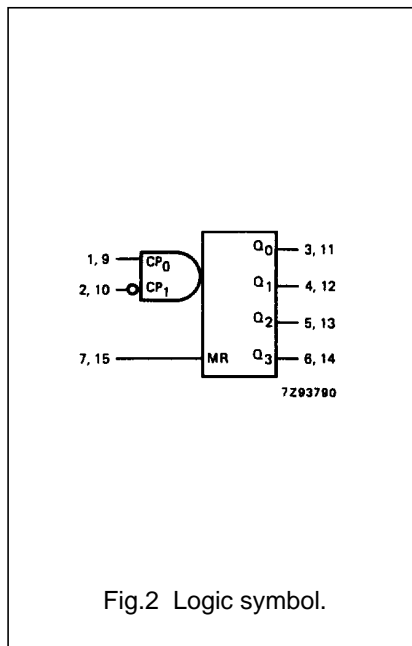 1, 9 CP0 Q0 3, 11
2, 10 CP1 Q1 4, 12
Q2 5, 13
7, 15 MR Q3 6, 14
7Z93790
Fig.2 Logic symbol.